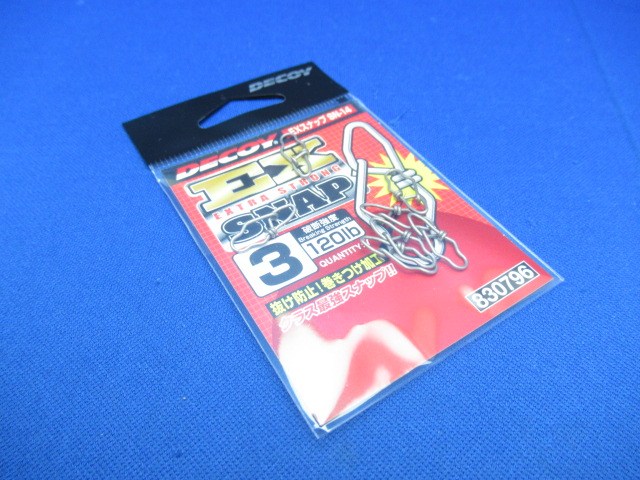 DECOY
EXスナップ SN-14
DECOY
EX
EXTRA STRONG
SNAP
3
破断強度
Breaking Strength
120lb
QUANTITY
抜け防止!巻きつけ加工
クラス最強スナップ!!
830796